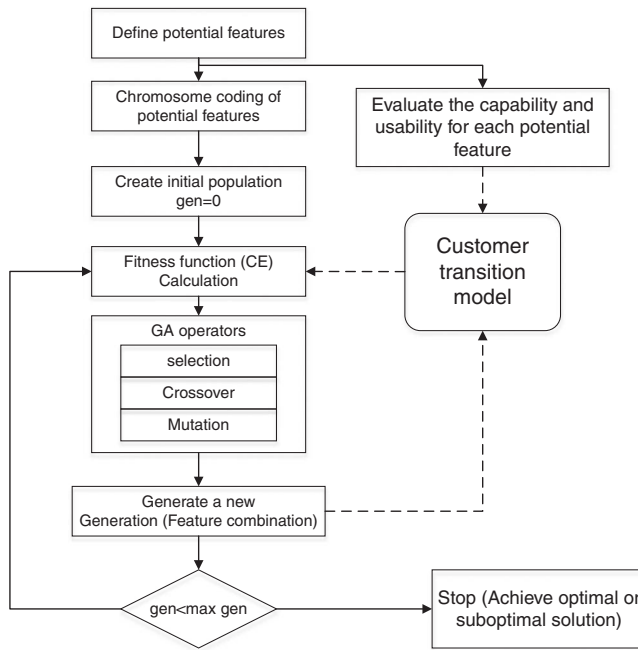 Define potential features
Chromosome coding of
potential features
Evaluate the capability and
usability for each potential
feature
Create initial population
gen=0
Customer
transition
model
Fitness function (CE)
Calculation
GA operators
selection
Crossover
Mutation
Generate a new
Generation (Feature combination)
gen<max gen
Stop (Achieve optimal or
suboptimal solution)